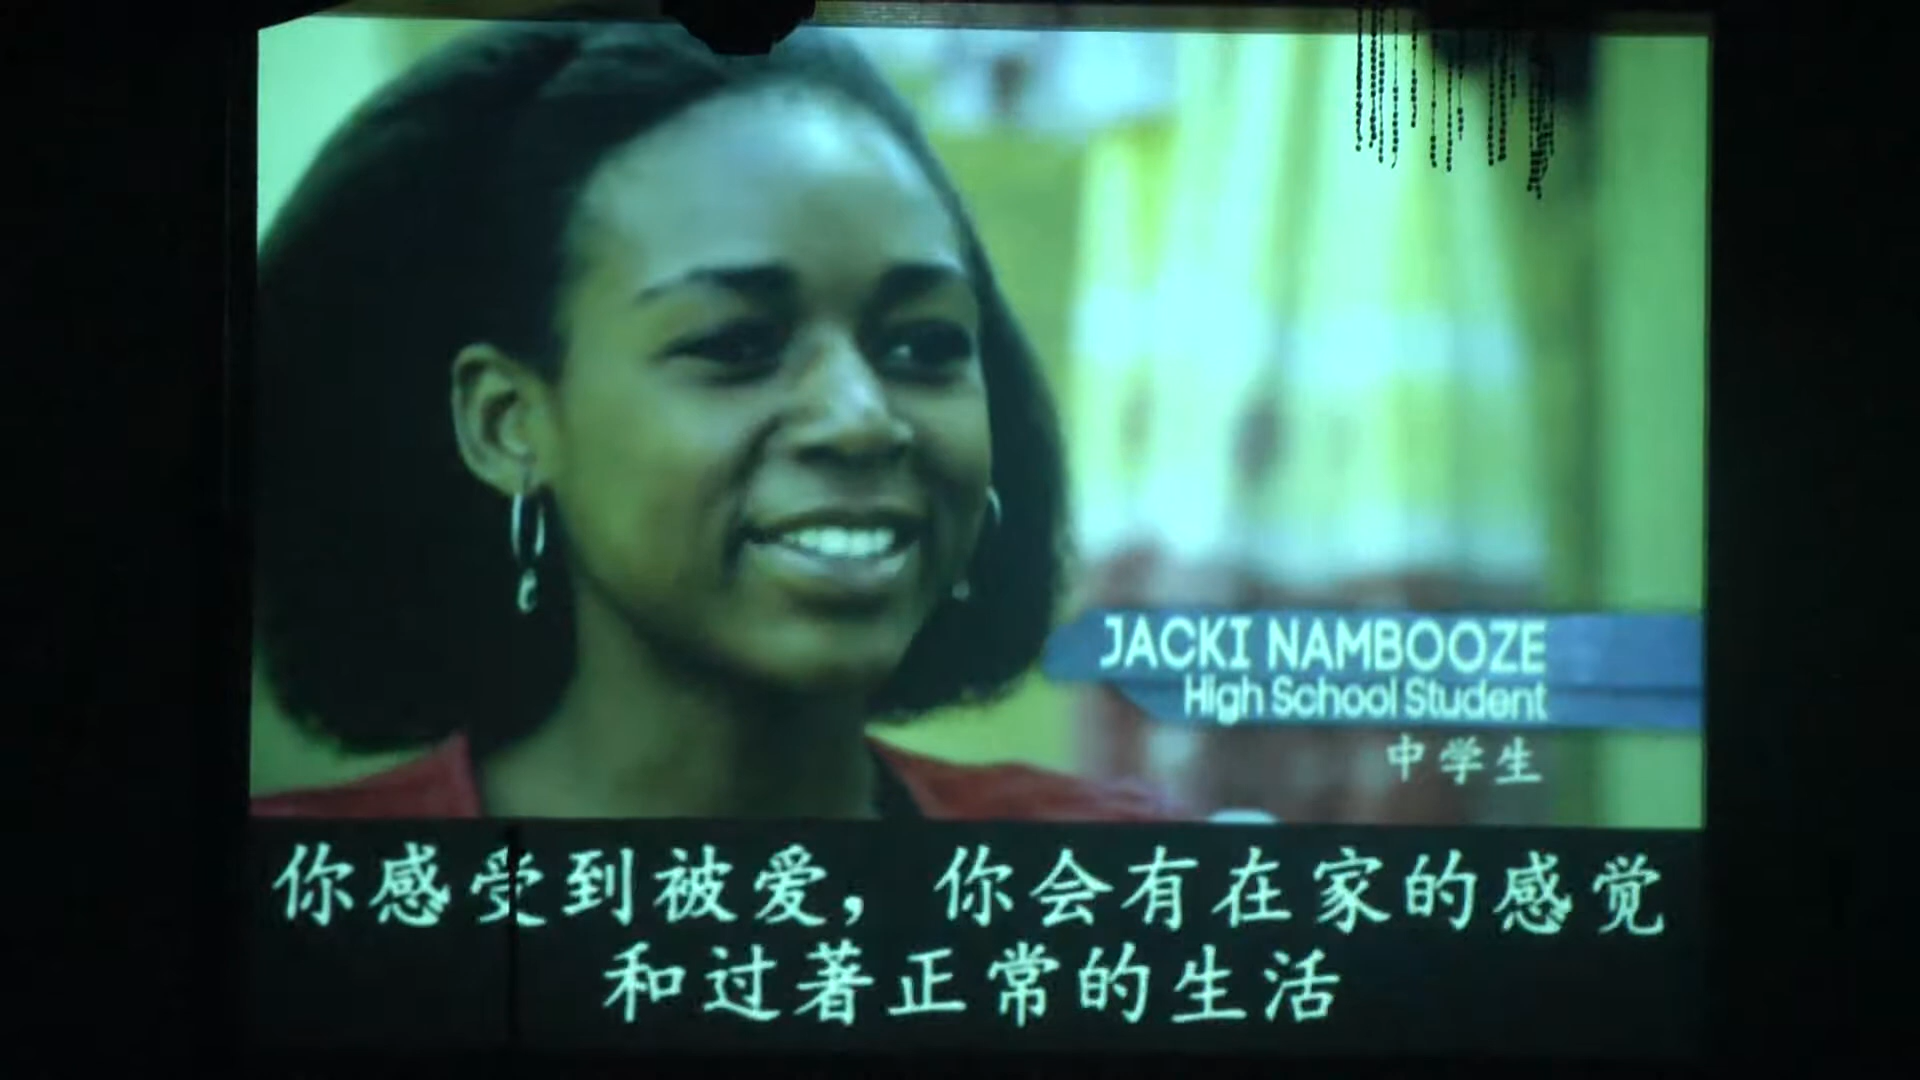 JACKI NAMBOOZE
High School Student
中学生
你感受到被爱，你会有在家的感觉
和过著正常的生活